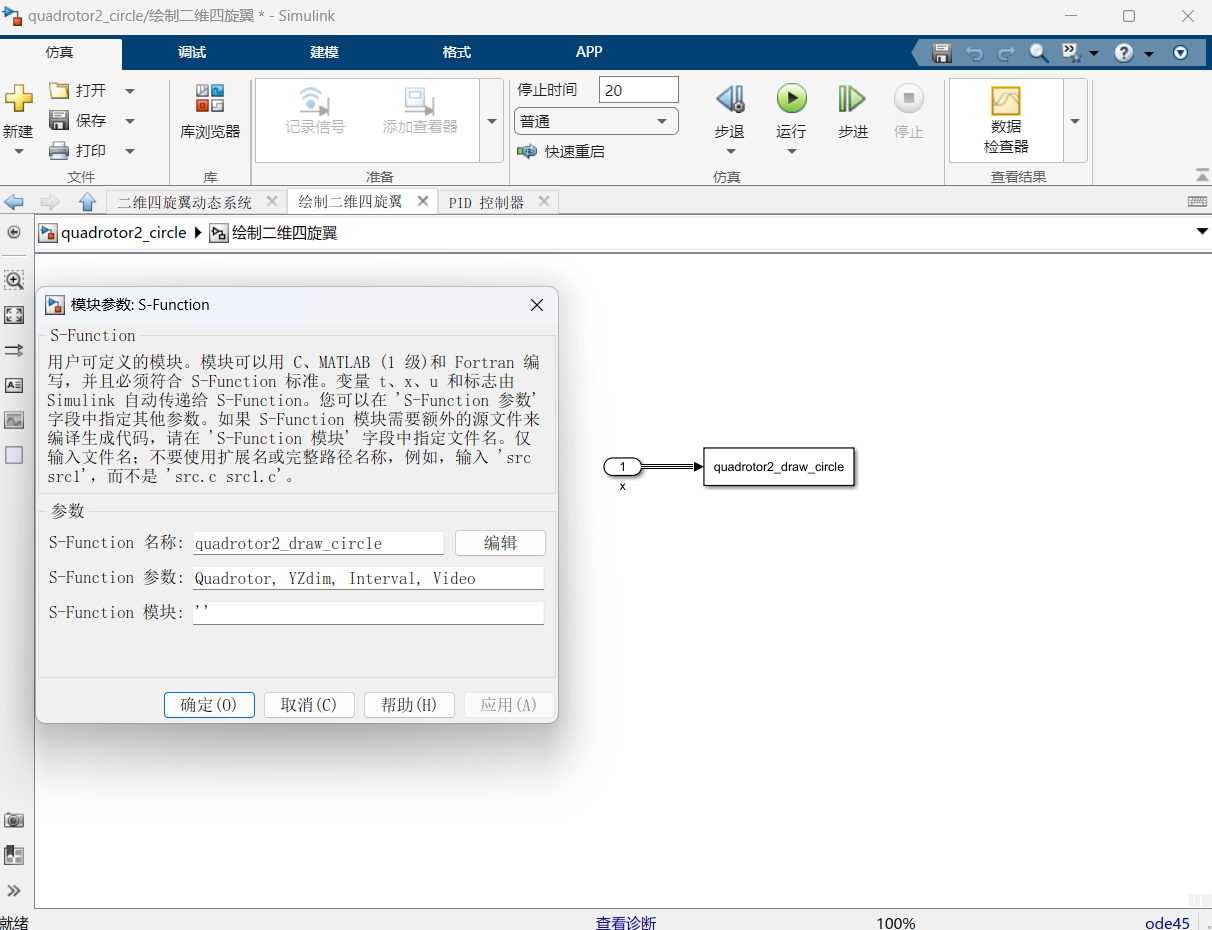 quadrotor2_circle/绘制二维四旋翼 * - Simulink
仿真 调试 建模 格式 APP
新建
打开
保存
打印
文件
库浏览器
库
记录信号
添加查看器
准备
停止时间 20
普通
快速重启
步退
运行
步进
停止
仿真
数据
检查器
查看结果
二维四旋翼动态系统 绘制二维四旋翼 PID 控制器
quadrotor2_circle 绘制二维四旋翼
模块参数: S-Function
S-Function
用户可定义的模块。模块可以用 C、MATLAB (1 级)和 Fortran 编
写，并且必须符合 S-Function 标准。变量 t、x、u 和标志由
Simulink 自动传递给 S-Function。您可以在 'S-Function 参数'
字段中指定其他参数。如果 S-Function 模块需要额外的源文件来
编译生成代码，请在 'S-Function 模块' 字段中指定文件名。仅
输入文件名；不要使用扩展名或完整路径名称，例如，输入 'src
src1'，而不是 'src.c src1.c'。
参数
S-Function 名称: quadrotor2_draw_circle 编辑
S-Function 参数: Quadrotor, YZdim, Interval, Video
S-Function 模块: ''
确定(O) 取消(C) 帮助(H) 应用(A)
1
x
quadrotor2_draw_circle
就绪 查看诊断 100% ode45